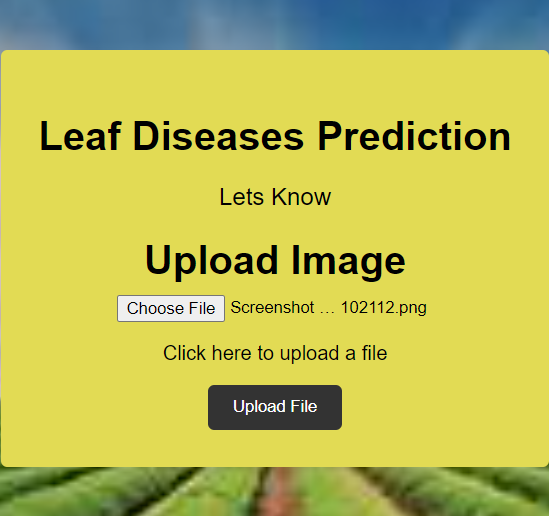 Leaf Diseases Prediction
Lets Know
Upload Image
Choose File Screenshot … 102112.png
Click here to upload a file
Upload File